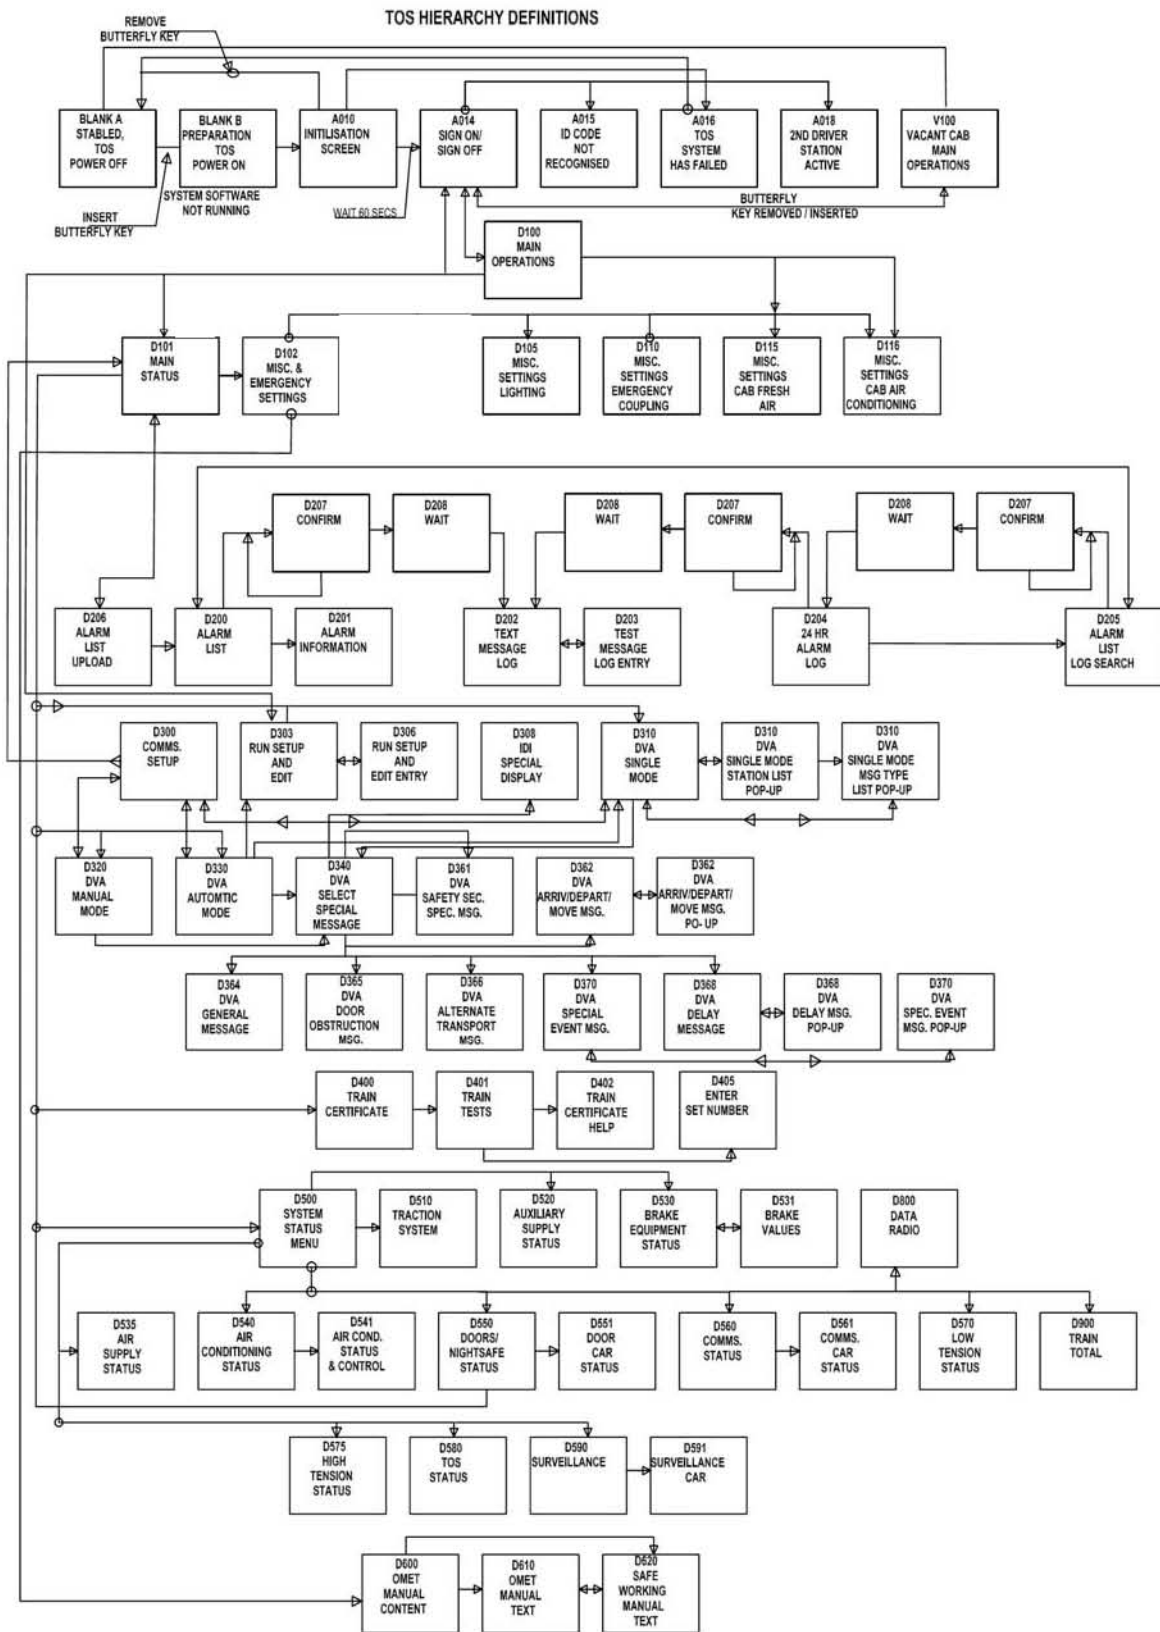 TOS HIERARCHY DEFINITIONS
REMOVE
BUTTERFLY KEY
BLANK A
STABLED,
TOS
POWER OFF
BLANK B
PREPARATION
TOS
POWER ON
A010
INITILISATION
SCREEN
A014
SIGN ON/
SIGN OFF
A015
ID CODE
NOT
RECOGNISED
A016
TOS
SYSTEM
HAS FAILED
A018
2ND DRIVER
STATION
ACTIVE
V100
VACANT CAB
MAIN
OPERATIONS
SYSTEM SOFTWARE
NOT RUNNING
INSERT
BUTTERFLY KEY
WAIT 60 SECS
BUTTERFLY
KEY REMOVED / INSERTED
D100
MAIN
OPERATIONS
D101
MAIN
STATUS
D102
MISC. &
EMERGENCY
SETTINGS
D105
MISC.
SETTINGS
LIGHTING
D110
MISC.
SETTINGS
EMERGENCY
COUPLING
D115
MISC.
SETTINGS
CAB FRESH
AIR
D116
MISC.
SETTINGS
CAB AIR
CONDITIONING
D207
CONFIRM
D208
WAIT
D208
WAIT
D207
CONFIRM
D208
WAIT
D207
CONFIRM
D206
ALARM
LIST
UPLOAD
D200
ALARM
LIST
D201
ALARM
INFORMATION
D202
TEXT
MESSAGE
LOG
D203
TEST
MESSAGE
LOG ENTRY
D204
24 HR
ALARM
LOG
D205
ALARM
LIST
LOG SEARCH
D300
COMMS.
SETUP
D303
RUN SETUP
AND
EDIT
D306
RUN SETUP
AND
EDIT ENTRY
D308
IDI
SPECIAL
DISPLAY
D310
DVA
SINGLE
MODE
D310
DVA
SINGLE MODE
STATION LIST
POP-UP
D310
DVA
SINGLE MODE
MSG TYPE
LIST POP-UP
D320
DVA
MANUAL
MODE
D330
DVA
AUTOMTIC
MODE
D340
DVA
SELECT
SPECIAL
MESSAGE
D361
DVA
SAFETY SEC.
SPEC. MSG.
D362
DVA
ARRIV/DEPART/
MOVE MSG.
D362
DVA
ARRIV/DEPART/
MOVE MSG.
PO- UP
D364
DVA
GENERAL
MESSAGE
D365
DVA
DOOR
OBSTRUCTION
MSG.
D366
DVA
ALTERNATE
TRANSPORT
MSG.
D370
DVA
SPECIAL
EVENT MSG.
D368
DVA
DELAY
MESSAGE
D368
DVA
DELAY MSG.
POP-UP
D370
DVA
SPEC. EVENT
MSG. POP-UP
D400
TRAIN
CERTIFICATE
D401
TRAIN
TESTS
D402
TRAIN
CERTIFICATE
HELP
D405
ENTER
SET NUMBER
D500
SYSTEM
STATUS
MENU
D510
TRACTION
SYSTEM
D520
AUXILIARY
SUPPLY
STATUS
D530
BRAKE
EQUIPMENT
STATUS
D531
BRAKE
VALUES
D800
DATA
RADIO
D535
AIR
SUPPLY
STATUS
D540
AIR
CONDITIONING
STATUS
D541
AIR COND.
STATUS
& CONTROL
D550
DOORS/
NIGHTSAFE
STATUS
D551
DOOR
CAR
STATUS
D560
COMMS.
STATUS
D561
COMMS.
CAR
STATUS
D570
LOW
TENSION
STATUS
D900
TRAIN
TOTAL
D575
HIGH
TENSION
STATUS
D580
TOS
STATUS
D590
SURVEILLANCE
D591
SURVEILLANCE
CAR
D600
OMET
MANUAL
CONTENT
D610
OMET
MANUAL
TEXT
D620
SAFE
WORKING
MANUAL
TEXT